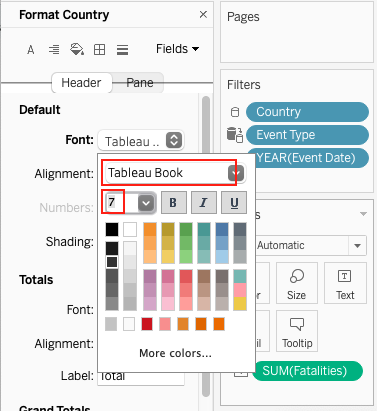 Format Country
×
A
Fields
Header
Pane
Default
Font:
Tableau ..
Alignment:
Tableau Book
Numbers:
7
B
I
U
Shading:
Totals
Font:
Alignment:
Label:
Total
More colors...
Grand Totals
Pages
Filters
Country
Event Type
YEAR(Event Date)
s
Automatic
Size
T
Text
Tooltip
SUM(Fatalities)